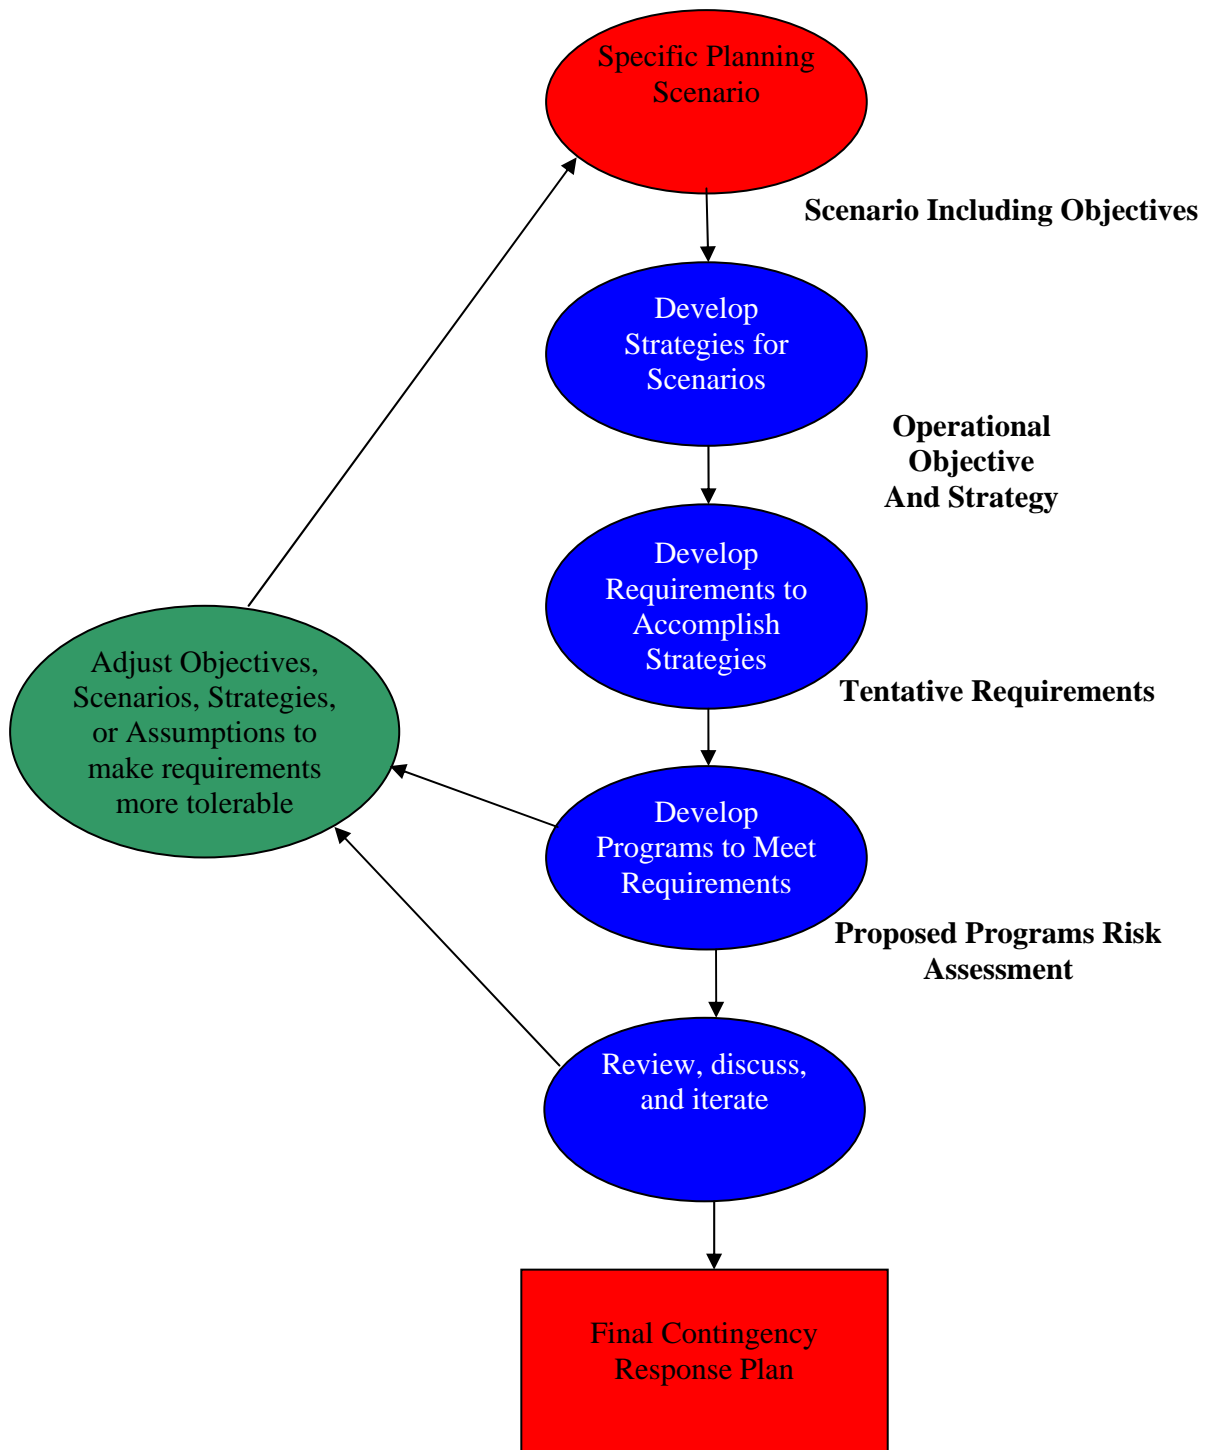 Specific Planning
Scenario
Scenario Including Objectives
Develop
Strategies for
Scenarios
Operational
Objective
And Strategy
Develop
Requirements to
Accomplish
Strategies
Adjust Objectives,
Scenarios, Strategies,
or Assumptions to
make requirements
more tolerable
Tentative Requirements
Develop
Programs to Meet
Requirements
Proposed Programs Risk
Assessment
Review, discuss,
and iterate
Final Contingency
Response Plan